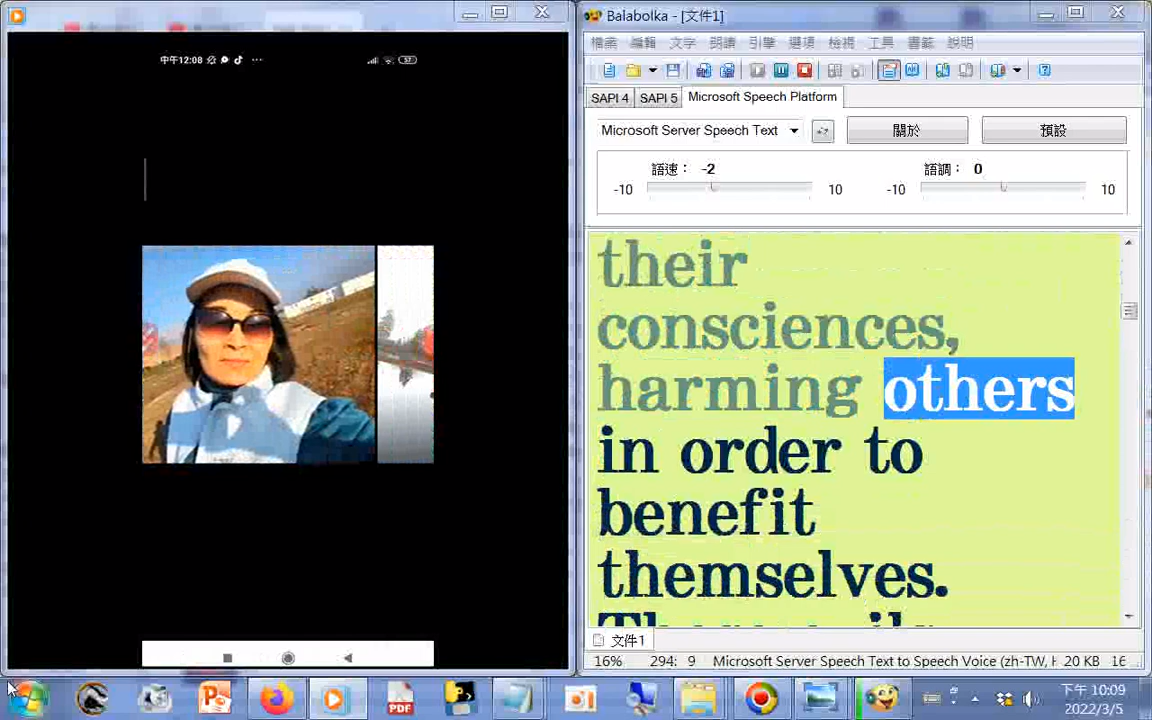 中午12:08
57
Balabolka - [文件1]
檔案 編輯 文字 朗讀 引擎 選項 檢視 工具 書籤 說明
SAPI 4 SAPI 5 Microsoft Speech Platform
Microsoft Server Speech Text 關於 預設
語速： -2 語調： 0
-10 10 -10 10
their
consciences,
harming others
in order to
benefit
themselves.
文件1
16% 294: 9 Microsoft Server Speech Text to Speech Voice (zh-TW, 20 KB 16
PDF
下午 10:09
2022/3/5